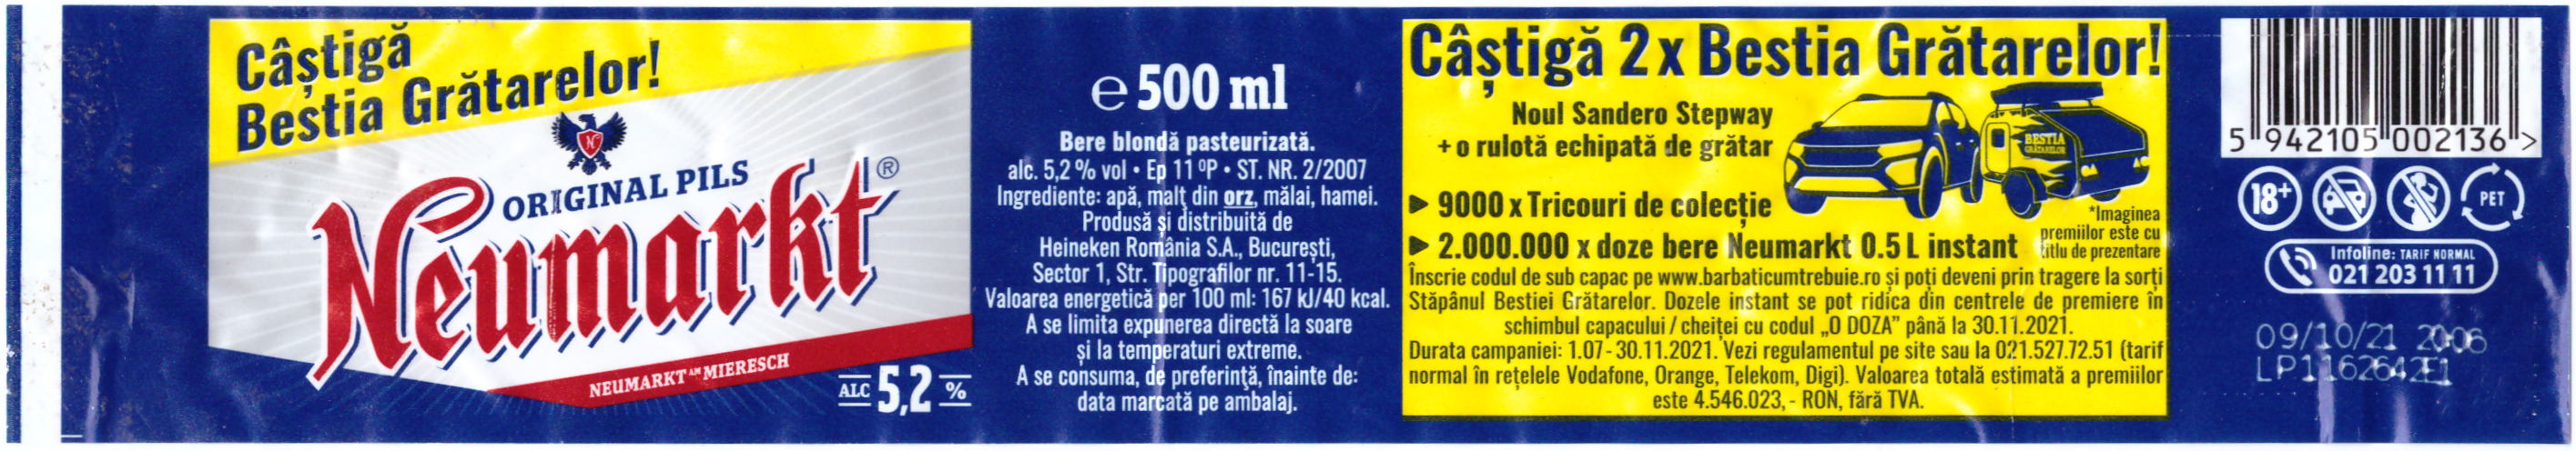 Câștigă
Bestia Grătarelor!
ORIGINAL PILS
Neumarkt®
NEUMARKT AM MIERESCH
ALC 5,2 %
e 500 ml
Bere blondă pasteurizată.
alc. 5,2 % vol • Ep 11 ºP • ST. NR. 2/2007
Ingrediente: apă, malţ din orz, mălai, hamei.
Produsă și distribuită de
Heineken România S.A., București,
Sector 1, Str. Tipografilor nr. 11-15.
Valoarea energetică per 100 ml: 167 kJ/40 kcal.
A se limita expunerea directă la soare
și la temperaturi extreme.
A se consuma, de preferinţă, înainte de:
data marcată pe ambalaj.
Câștigă 2 x Bestia Grătarelor!
Noul Sandero Stepway
+ o rulotă echipată de grătar
BESTIA
GRĂTARELOR
▶ 9000 x Tricouri de colecție
▶ 2.000.000 x doze bere Neumarkt 0.5 L instant
*Imaginea
premiilor este cu
titlu de prezentare
Înscrie codul de sub capac pe www.barbaticumtrebuie.ro și poți deveni prin tragere la sorți
Stăpânul Bestiei Grătarelor. Dozele instant se pot ridica din centrele de premiere în
schimbul capacului / cheiței cu codul „O DOZA” până la 30.11.2021.
Durata campaniei: 1.07 - 30.11.2021. Vezi regulamentul pe site sau la 021.527.72.51 (tarif
normal în rețelele Vodafone, Orange, Telekom, Digi). Valoarea totală estimată a premiilor
este 4.546.023, - RON, fără TVA.
5 942105 002136 >
18+
PET
Infoline: TARIF NORMAL
021 203 11 11
09/10/21 20:06
LP1162642E1